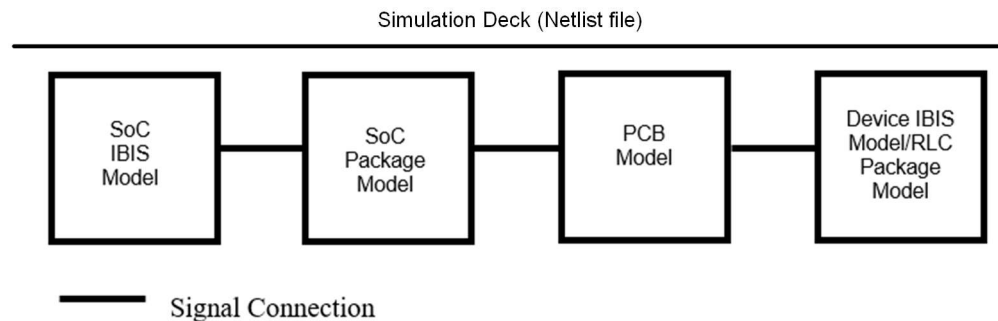 Simulation Deck (Netlist file)
SoC
IBIS
Model
SoC
Package
Model
PCB
Model
Device IBIS
Model/RLC
Package
Model
Signal Connection